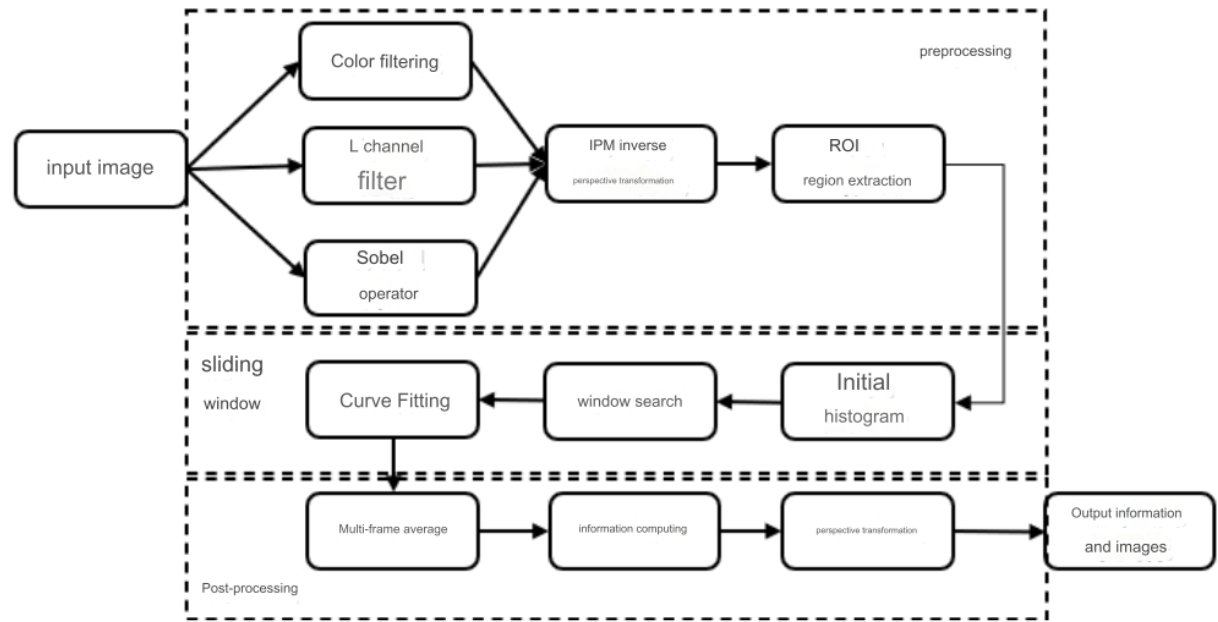 preprocessing
Color filtering
input image
L channel
filter
Sobel
operator
IPM inverse
perspective transformation
ROI
region extraction
sliding
window
Curve Fitting
window search
Initial
histogram
Multi-frame average
information computing
perspective transformation
Output information
and images
Post-processing